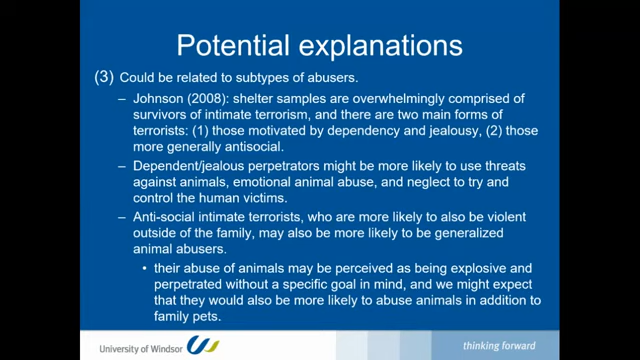 Potential explanations
(3) Could be related to subtypes of abusers.
– Johnson (2008): shelter samples are overwhelmingly comprised of
survivors of intimate terrorism, and there are two main forms of
terrorists: (1) those motivated by dependency and jealousy, (2) those
more generally antisocial.
– Dependent/jealous perpetrators might be more likely to use threats
against animals, emotional animal abuse, and neglect to try and
control the human victims.
– Anti-social intimate terrorists, who are more likely to also be violent
outside of the family, may also be more likely to be generalized
animal abusers.
• their abuse of animals may be perceived as being explosive and
perpetrated without a specific goal in mind, and we might expect
that they would also be more likely to abuse animals in addition to
family pets.
University of Windsor
thinking forward